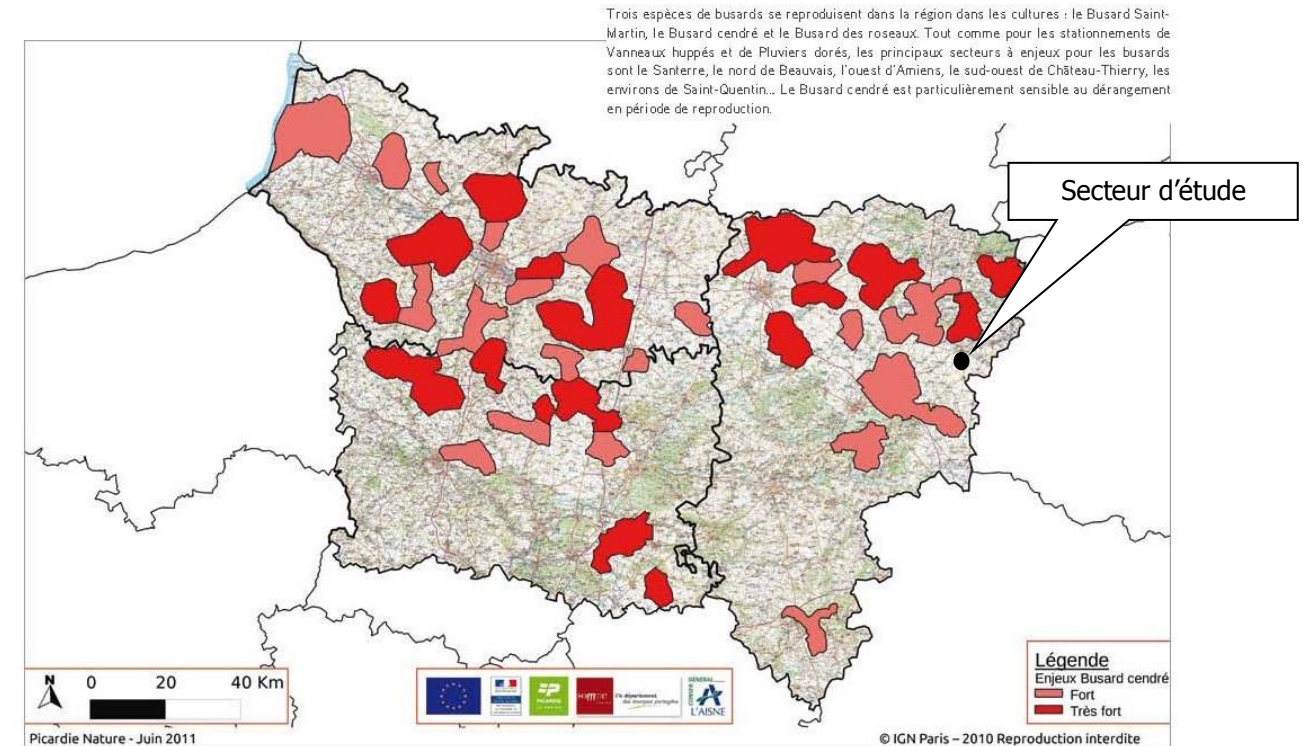 Trois espèces de busards se reproduisent dans la région dans les cultures : le Busard Saint-
Martin, le Busard cendré et le Busard des roseaux. Tout comme pour les stationnements de
Vanneaux huppés et de Pluviers dorés, les principaux secteurs à enjeux pour les busards
sont le Santerre, le nord de Beauvais, l'ouest d'Amiens, le sud-ouest de Château-Thierry, les
environs de Saint-Quentin... Le Busard cendré est particulièrement sensible au dérangement
en période de reproduction.
Secteur d'étude
Légende
Enjeux Busard cendré
Fort
Très fort
N
0 20 40 Km
PICARDIE
somme
CONSEIL GÉNÉRAL
L'AISNE
Picardie Nature - Juin 2011
© IGN Paris – 2010 Reproduction interdite